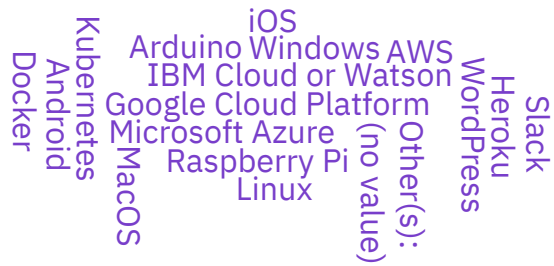 iOS
Arduino
Windows
AWS
IBM Cloud or Watson
Google Cloud Platform
Microsoft Azure
Raspberry Pi
Linux
Docker
Android
Kubernetes
MacOS
(no value)
Other(s):
WordPress
Heroku
Slack